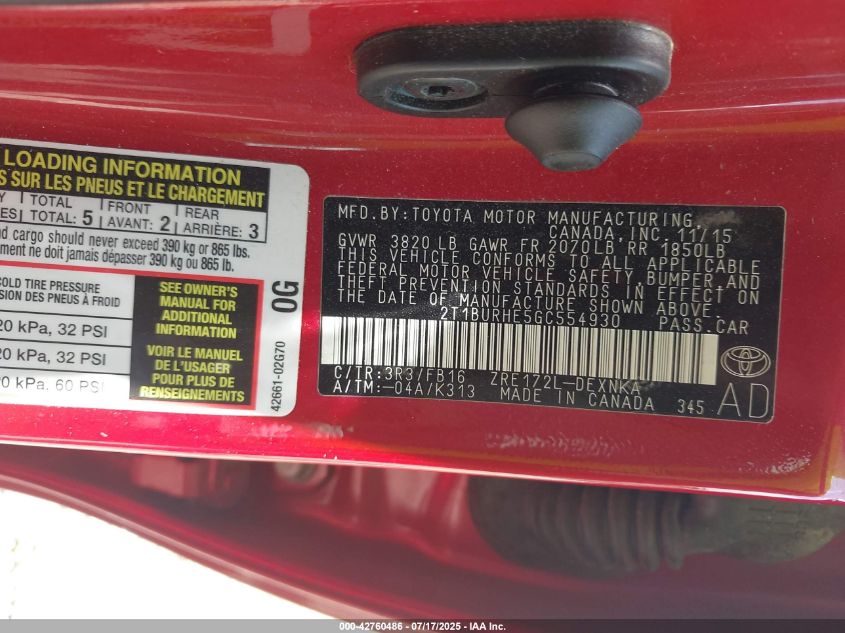 LOADING INFORMATION
S SUR LES PNEUS ET LE CHARGEMENT
TOTAL FRONT REAR
TOTAL: 5 AVANT: 2 ARRIÈRE: 3
nd cargo should never exceed 390 kg or 865 lbs.
ement ne doit jamais dépasser 390 kg ou 865 lb.
COLD TIRE PRESSURE
SION DES PNEUS À FROID
20 kPa, 32 PSI
20 kPa, 32 PSI
20 kPa, 60 PSI
SEE OWNER'S
MANUAL FOR
ADDITIONAL
INFORMATION
VOIR LE MANUEL
DE L'USAGER
POUR PLUS DE
RENSEIGNEMENTS
0G
42661-02G70
MFD.BY:TOYOTA MOTOR MANUFACTURING
CANADA, INC. 11/15
GVWR 3820 LB GAWR FR 2070LB, RR 1850LB
THIS VEHICLE CONFORMS TO ALL APPLICABLE
FEDERAL MOTOR VEHICLE SAFETY, BUMPER, AND
THEFT PREVENTION STANDARDS IN EFFECT ON
THE DATE OF MANUFACTURE SHOWN ABOVE.
2T1BURHE5GC554930 PASS.CAR
C/TR:3R3/FB16 ZRE172L-DEXNKA
A/TM:-04A/K313 MADE IN CANADA 345
TOYOTA
AD
000-42760486 - 07/17/2025 - IAA Inc.